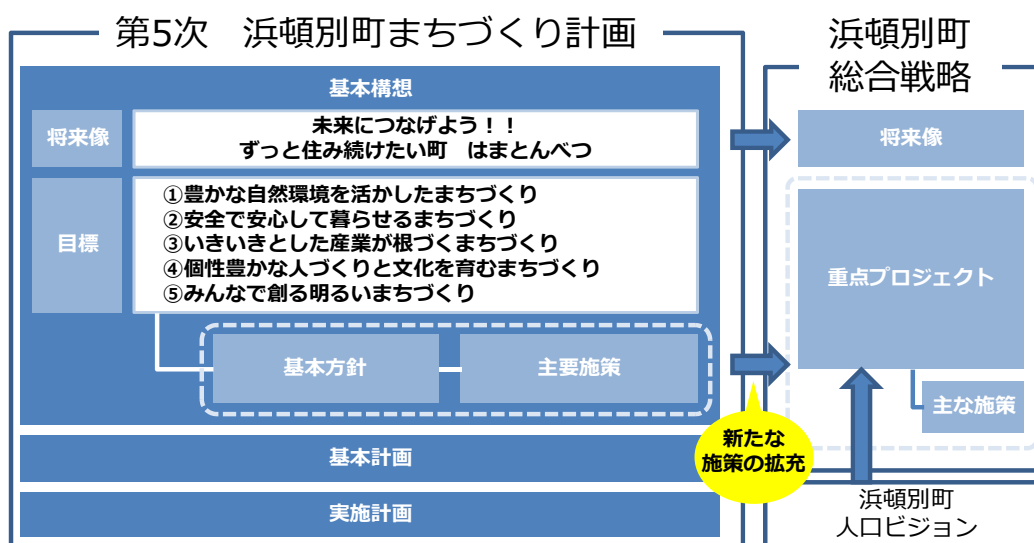 第5次　浜頓別町まちづくり計画
基本構想
将来像
未来につなげよう！！
ずっと住み続けたい町　はまとんべつ
目標
①豊かな自然環境を活かしたまちづくり
②安全で安心して暮らせるまちづくり
③いきいきとした産業が根づくまちづくり
④個性豊かな人づくりと文化を育むまちづくり
⑤みんなで創る明るいまちづくり
基本方針
主要施策
基本計画
実施計画
新たな
施策の拡充
浜頓別町
総合戦略
将来像
重点プロジェクト
主な施策
浜頓別町
人口ビジョン